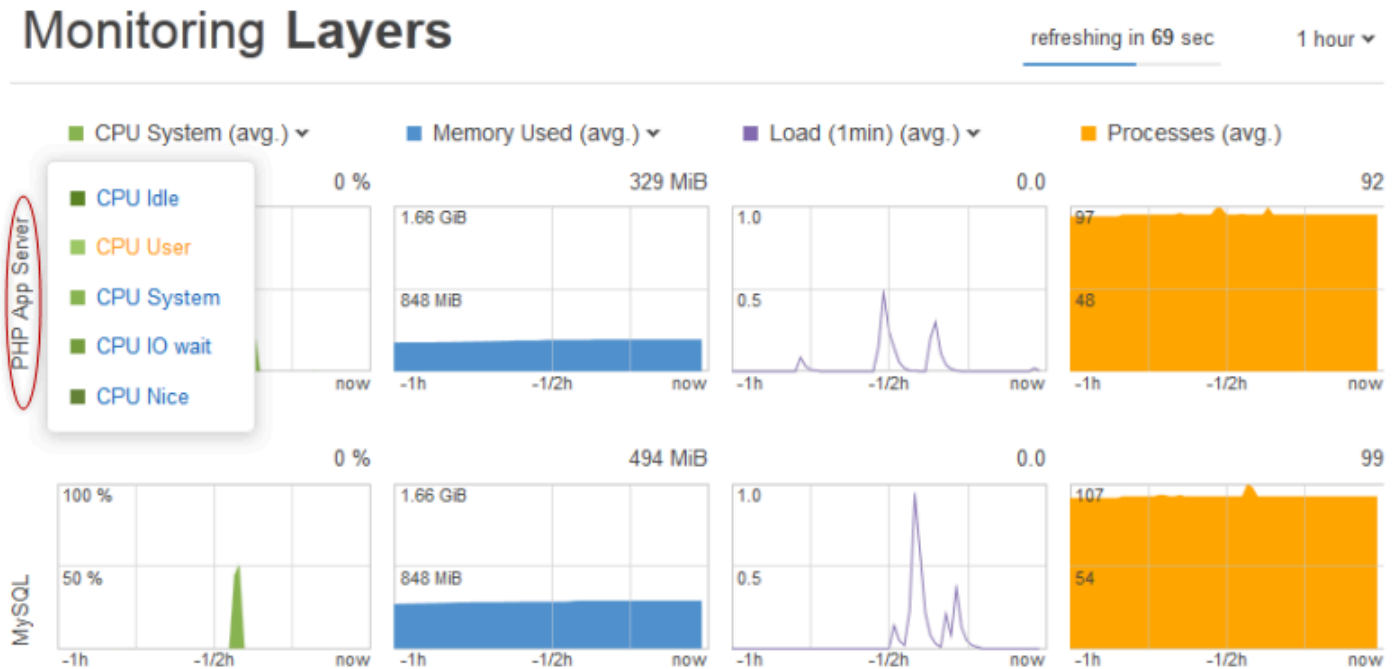 Monitoring Layers
refreshing in 69 sec
1 hour
CPU System (avg.)
Memory Used (avg.)
Load (1min) (avg.)
Processes (avg.)
PHP App Server
CPU Idle
CPU User
CPU System
CPU IO wait
CPU Nice
0 %
now
329 MiB
1.66 GiB
848 MiB
-1h -1/2h now
0.0
1.0
0.5
-1h -1/2h now
92
97
48
-1h -1/2h now
MySQL
0 %
100 %
50 %
-1h -1/2h now
494 MiB
1.66 GiB
848 MiB
-1h -1/2h now
0.0
1.0
0.5
-1h -1/2h now
99
107
54
-1h -1/2h now